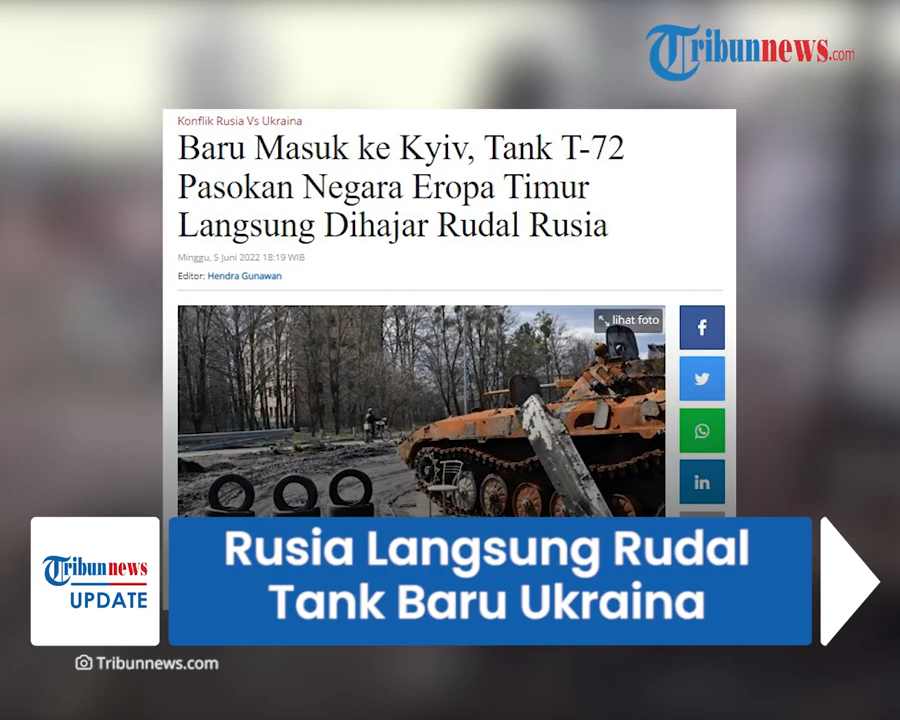 Tribunnews.com
Konflik Rusia Vs Ukraina
Baru Masuk ke Kyiv, Tank T-72
Pasokan Negara Eropa Timur
Langsung Dihajar Rudal Rusia
Minggu, 5 Juni 2022 18:19 WIB
Editor: Hendra Gunawan
lihat foto
f
in
Rusia Langsung Rudal
Tank Baru Ukraina
Tribunnews
UPDATE
Tribunnews.com